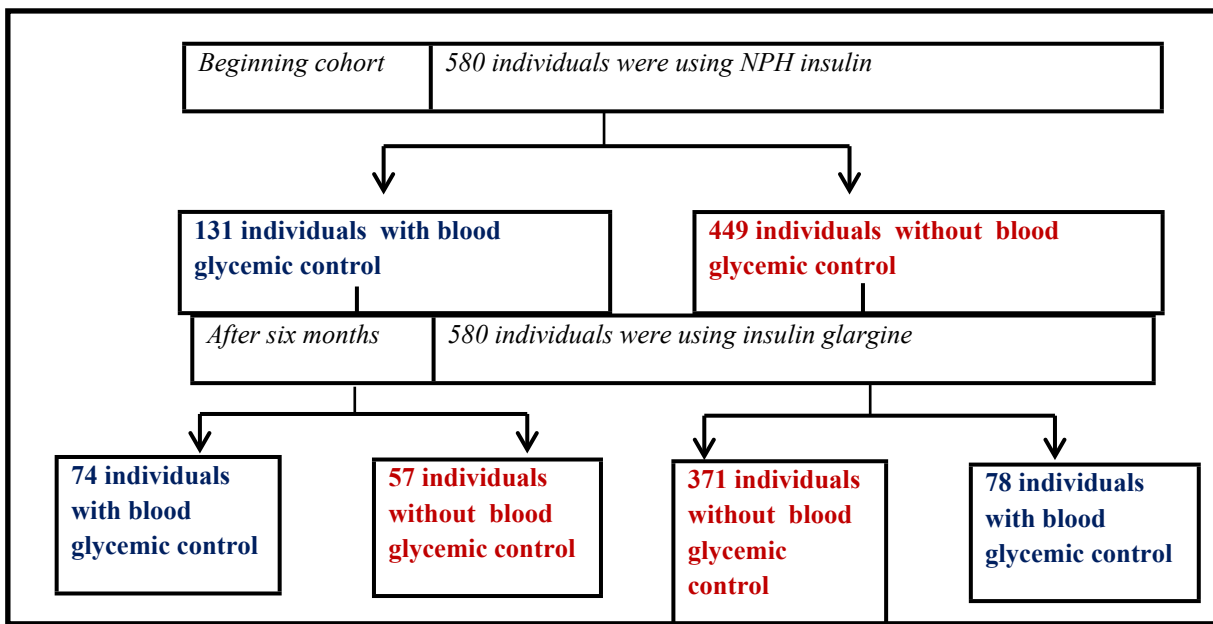 Beginning cohort
580 individuals were using NPH insulin
131 individuals with blood
glycemic control
449 individuals without blood
glycemic control
After six months
580 individuals were using insulin glargine
74 individuals
with blood
glycemic control
57 individuals
without blood
glycemic control
371 individuals
without blood
glycemic
control
78 individuals
with blood
glycemic control